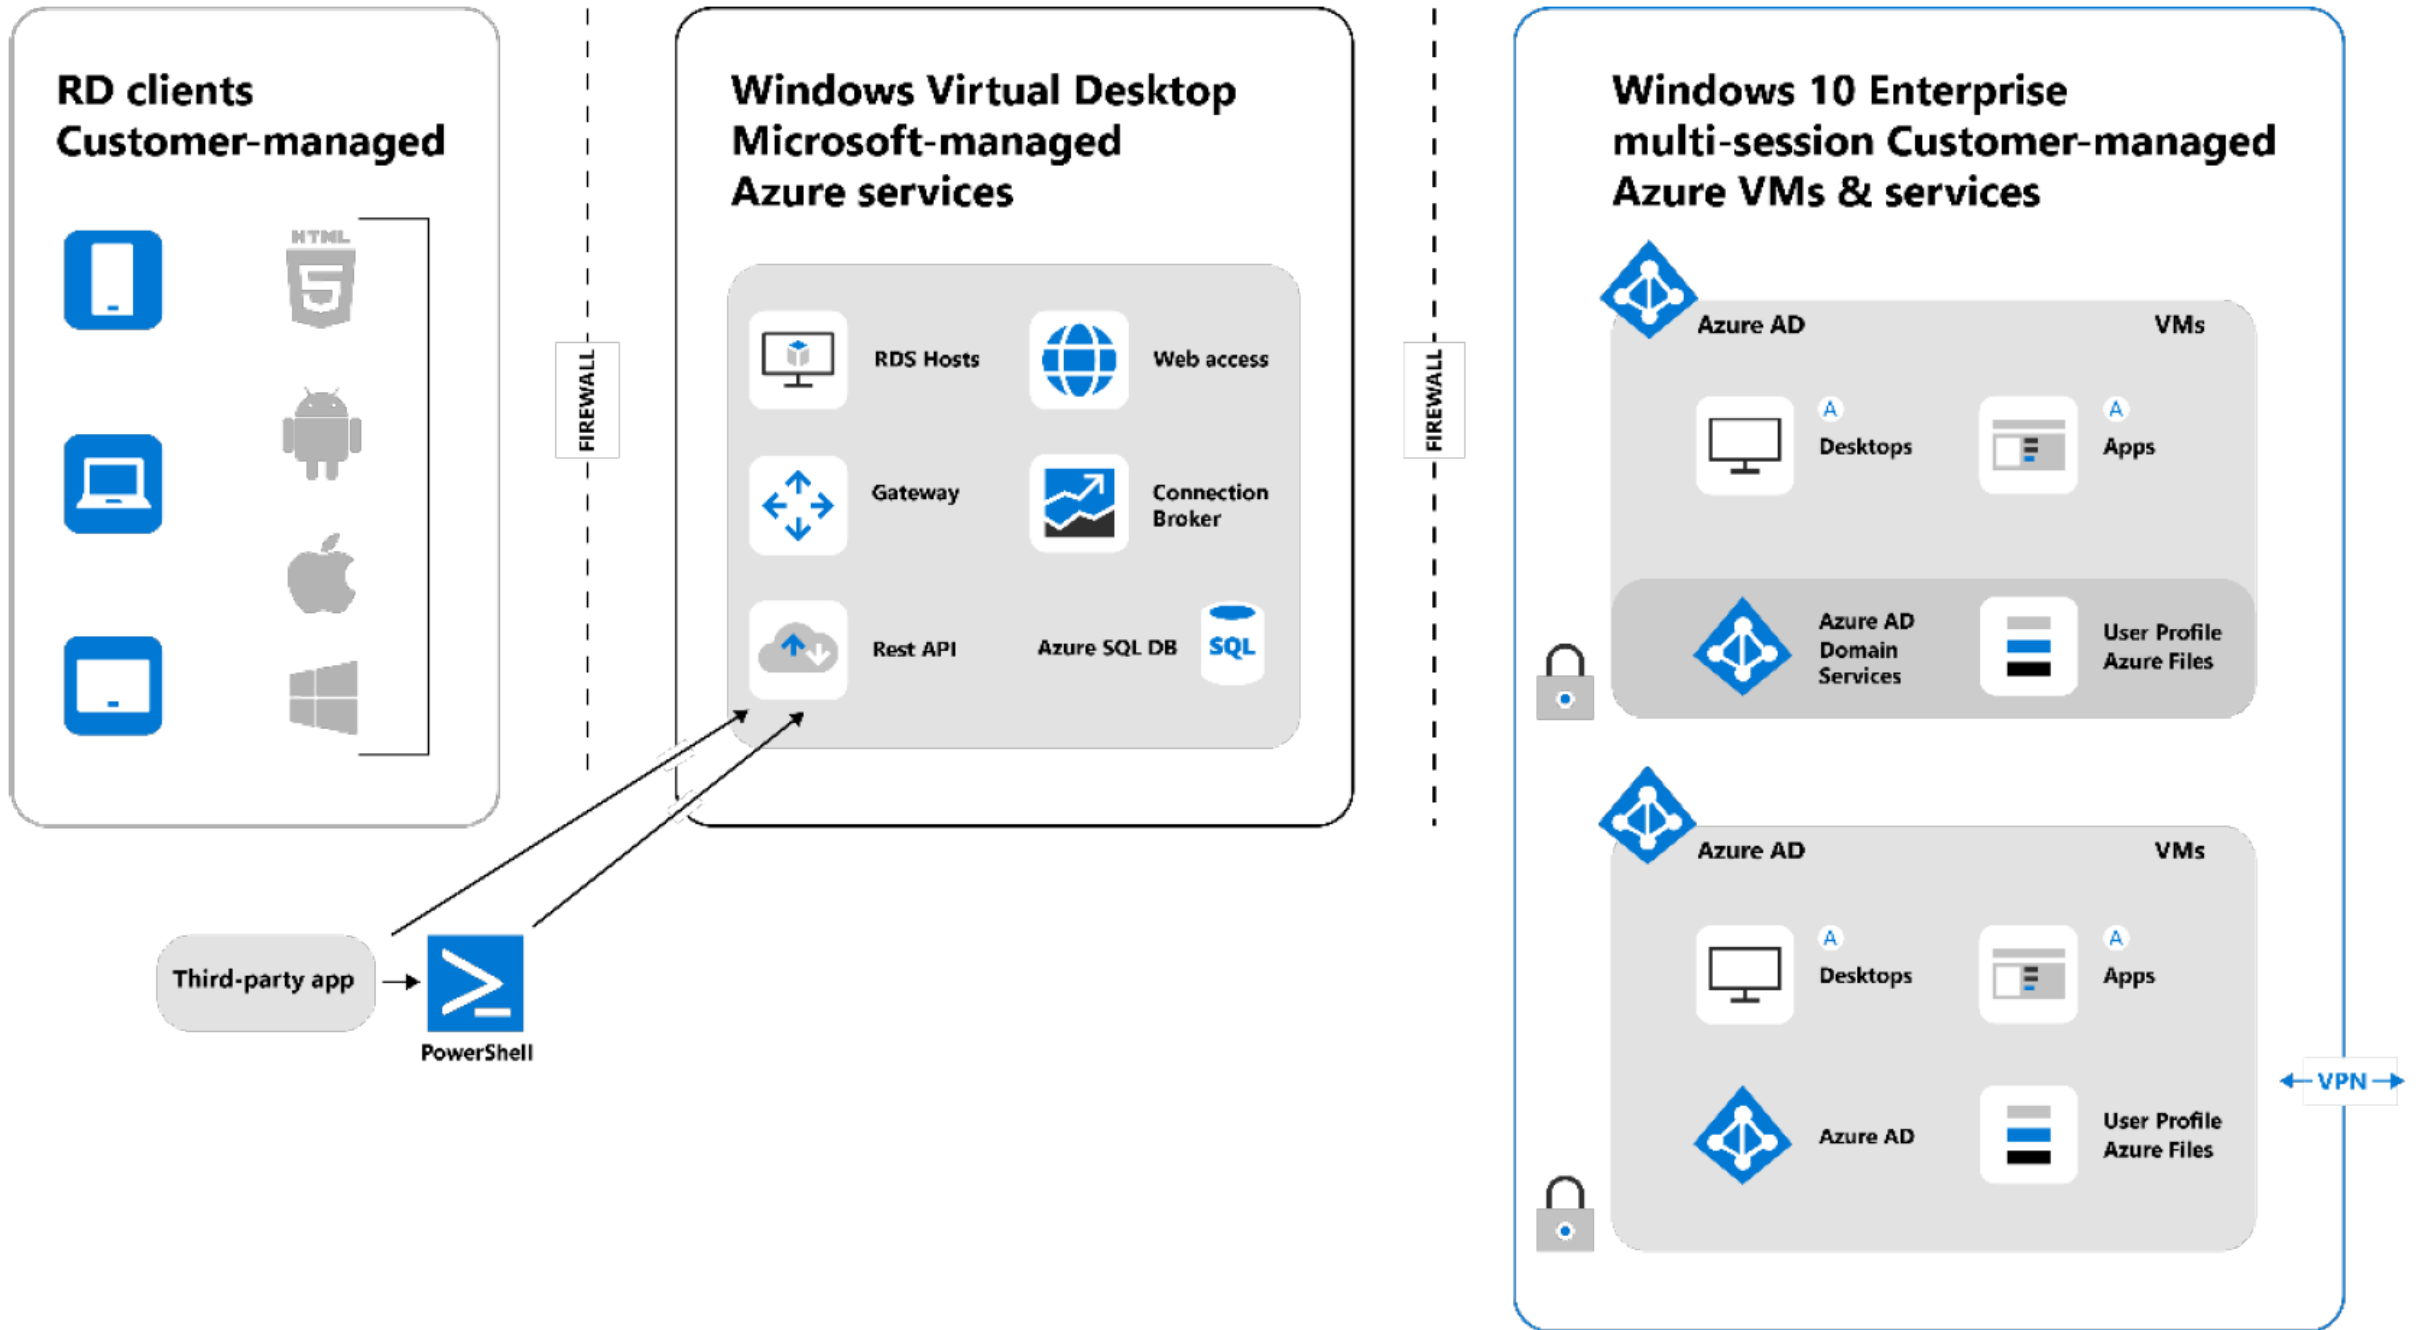 RD clients
Customer-managed
HTML
5
FIREWALL
Windows Virtual Desktop
Microsoft-managed
Azure services
RDS Hosts
Web access
Gateway
Connection
Broker
Rest API
Azure SQL DB
SQL
Third-party app
PowerShell
FIREWALL
Windows 10 Enterprise
multi-session Customer-managed
Azure VMs & services
Azure AD
VMs
A
Desktops
A
Apps
Azure AD
Domain
Services
User Profile
Azure Files
Azure AD
VMs
A
Desktops
A
Apps
Azure AD
User Profile
Azure Files
VPN